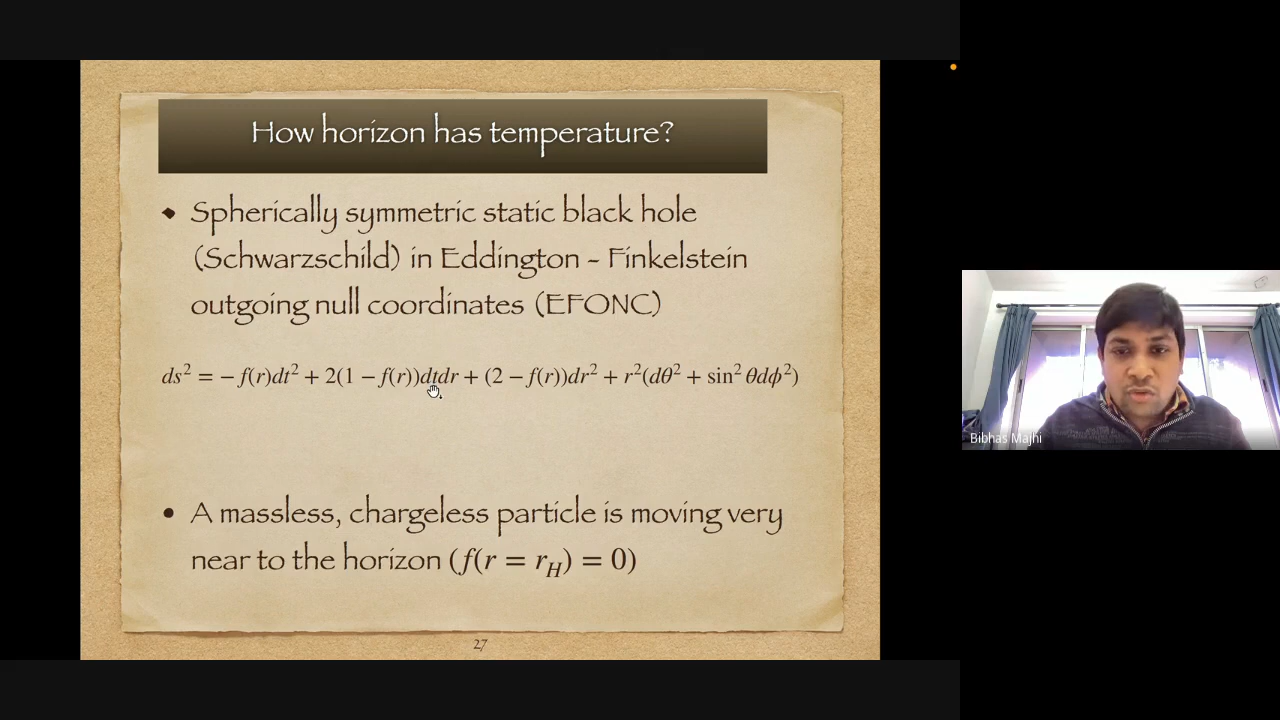 How horizon has temperature?
Spherically symmetric static black hole
(Schwarzschild) in Eddington - Finkelstein
outgoing null coordinates (EFONC)
ds² = − f(r)dt² + 2(1 − f(r))dtdr + (2 − f(r))dr² + r²(dθ² + sin² θdϕ²)
A massless, chargeless particle is moving very
near to the horizon (f(r = r_H) = 0)
27
Bibhas Majhi